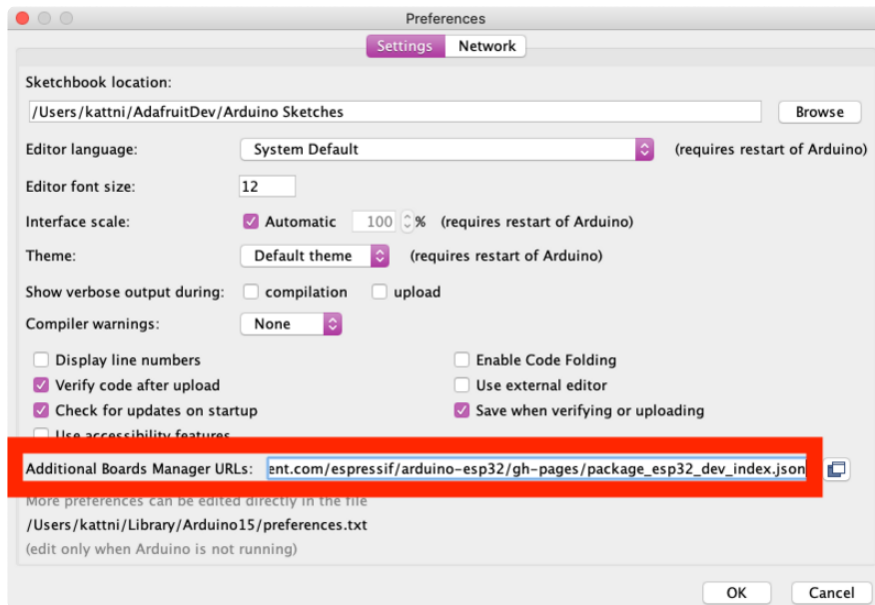 Preferences
Settings Network
Sketchbook location:
/Users/kattni/AdafruitDev/Arduino Sketches Browse
Editor language: System Default (requires restart of Arduino)
Editor font size: 12
Interface scale: Automatic 100 % (requires restart of Arduino)
Theme: Default theme (requires restart of Arduino)
Show verbose output during: compilation upload
Compiler warnings: None
Display line numbers Enable Code Folding
Verify code after upload Use external editor
Check for updates on startup Save when verifying or uploading
Use accessibility features
Additional Boards Manager URLs: ent.com/espressif/arduino-esp32/gh-pages/package_esp32_dev_index.json
More preferences can be edited directly in the file
/Users/kattni/Library/Arduino15/preferences.txt
(edit only when Arduino is not running)
OK Cancel